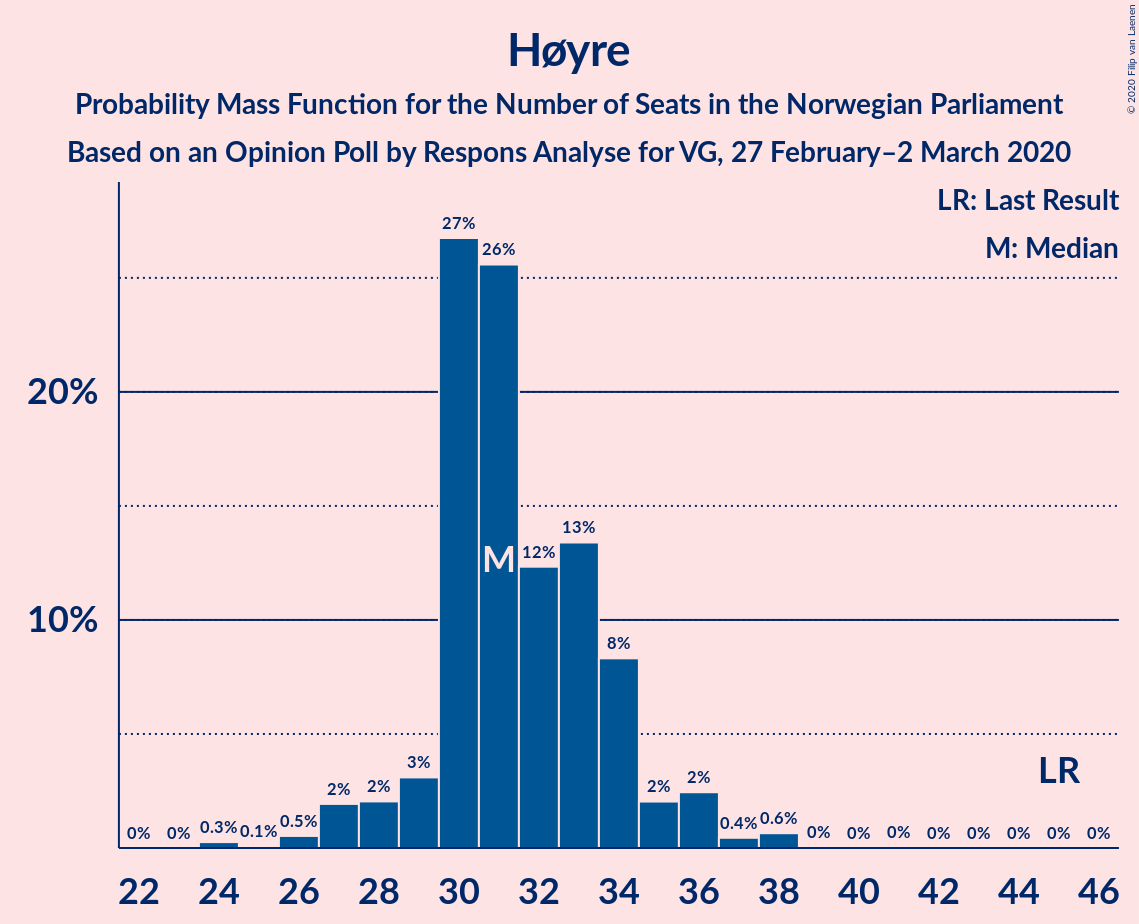 Høyre
Probability Mass Function for the Number of Seats in the Norwegian Parliament
Based on an Opinion Poll by Respons Analyse for VG, 27 February–2 March 2020
© 2020 Filip van Laenen
LR: Last Result
M: Median
20%
10%
0% 0% 0.3% 0.1% 0.5% 2% 2% 3% 27% 26% 12% 13% 8% 2% 2% 0.4% 0.6% 0% 0% 0% 0% 0% 0% 0% 0%
M
LR
22 24 26 28 30 32 34 36 38 40 42 44 46